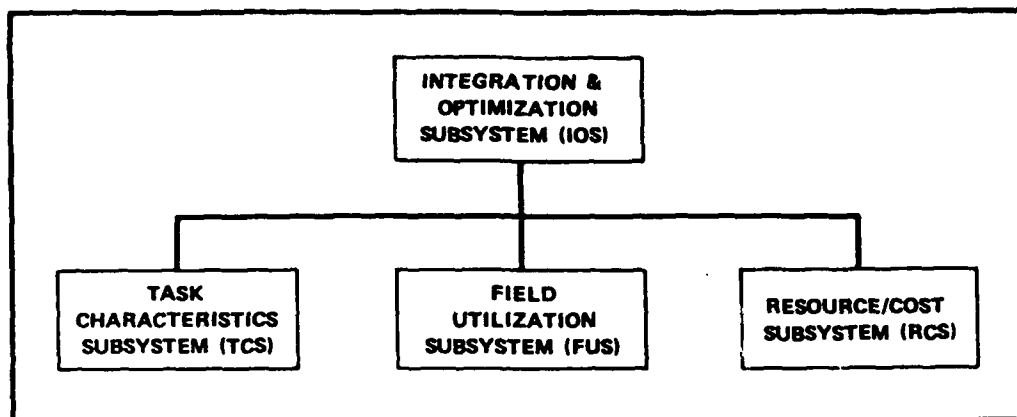 INTEGRATION &
OPTIMIZATION
SUBSYSTEM (IOS)
TASK
CHARACTERISTICS
SUBSYSTEM (TCS)
FIELD
UTILIZATION
SUBSYSTEM (FUS)
RESOURCE/COST
SUBSYSTEM (RCS)